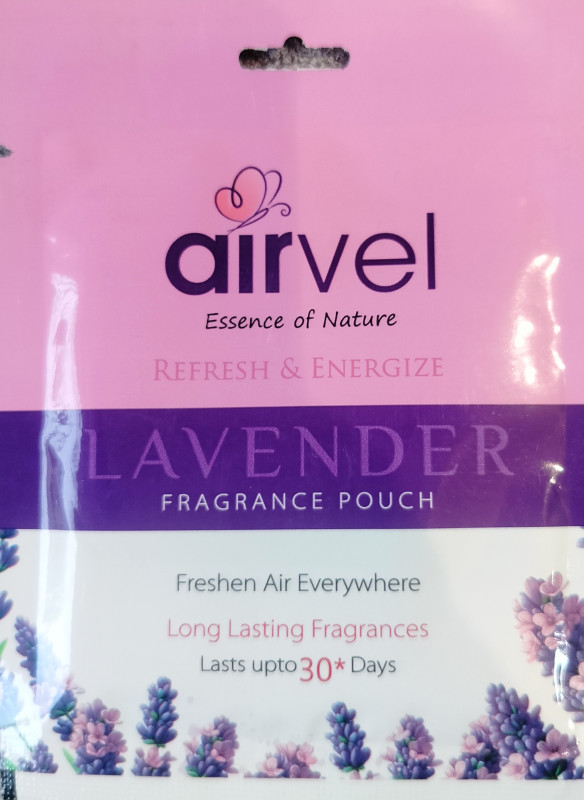 airvel
Essence of Nature
REFRESH & ENERGIZE
LAVENDER
FRAGRANCE POUCH
Freshen Air Everywhere
Long Lasting Fragrances
Lasts upto 30* Days